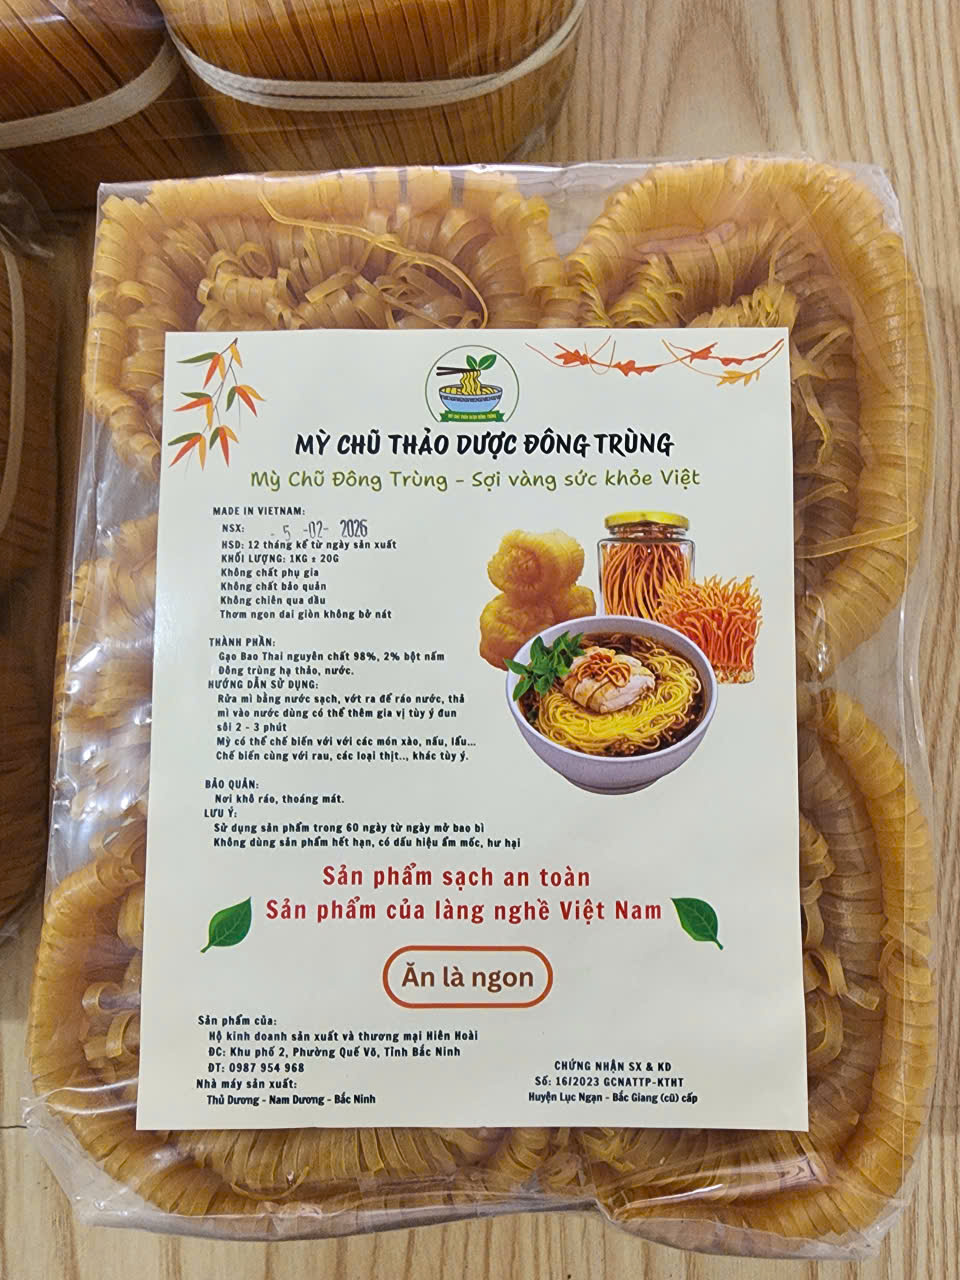 MỲ CHŨ THẢO DƯỢC ĐÔNG TRÙNG
MỲ CHŨ THẢO DƯỢC ĐÔNG TRÙNG
Mỳ Chũ Đông Trùng - Sợi vàng sức khỏe Việt
MADE IN VIETNAM:
NSX: 5 -02- 2026
HSD: 12 tháng kể từ ngày sản xuất
KHỐI LƯỢNG: 1KG ± 20G
Không chất phụ gia
Không chất bảo quản
Không chiên qua dầu
Thơm ngon dai giòn không bở nát
THÀNH PHẦN:
Gạo Bao Thai nguyên chất 98%, 2% bột nấm
Đông trùng hạ thảo, nước.
HƯỚNG DẪN SỬ DỤNG:
Rửa mì bằng nước sạch, vớt ra để ráo nước, thả
mì vào nước dùng có thể thêm gia vị tùy ý đun
sôi 2 - 3 phút
Mỳ có thể chế biến với với các món xào, nấu, lẩu...
Chế biến cùng với rau, các loại thịt.., khác tùy ý.
BẢO QUẢN:
Nơi khô ráo, thoáng mát.
LƯU Ý:
Sử dụng sản phẩm trong 60 ngày từ ngày mở bao bì
Không dùng sản phẩm hết hạn, có dấu hiệu ẩm mốc, hư hại
Sản phẩm sạch an toàn
Sản phẩm của làng nghề Việt Nam
Ăn là ngon
Sản phẩm của:
Hộ kinh doanh sản xuất và thương mại Hiên Hoài
ĐC: Khu phố 2, Phường Quế Võ, Tỉnh Bắc Ninh
ĐT: 0987 954 968
Nhà máy sản xuất:
Thủ Dương - Nam Dương - Bắc Ninh
CHỨNG NHẬN SX & KD
Số: 16/2023 GCNATTP-KTHT
Huyện Lục Ngạn - Bắc Giang (cũ) cấp